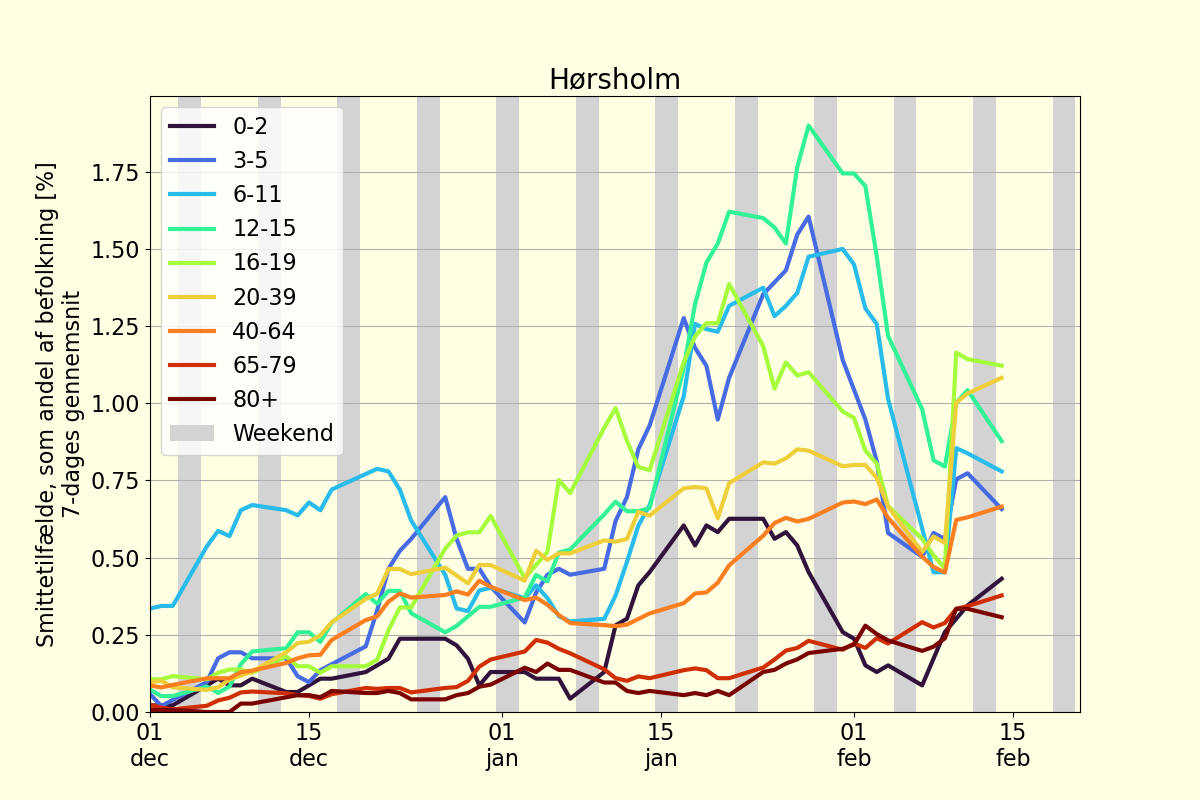 Hørsholm
Smittetilfælde, som andel af befolkning [%]
7-dages gennemsnit
1.75
1.50
1.25
1.00
0.75
0.50
0.25
0.00
0-2
3-5
6-11
12-15
16-19
20-39
40-64
65-79
80+
Weekend
01
dec
15
dec
01
jan
15
jan
01
feb
15
feb